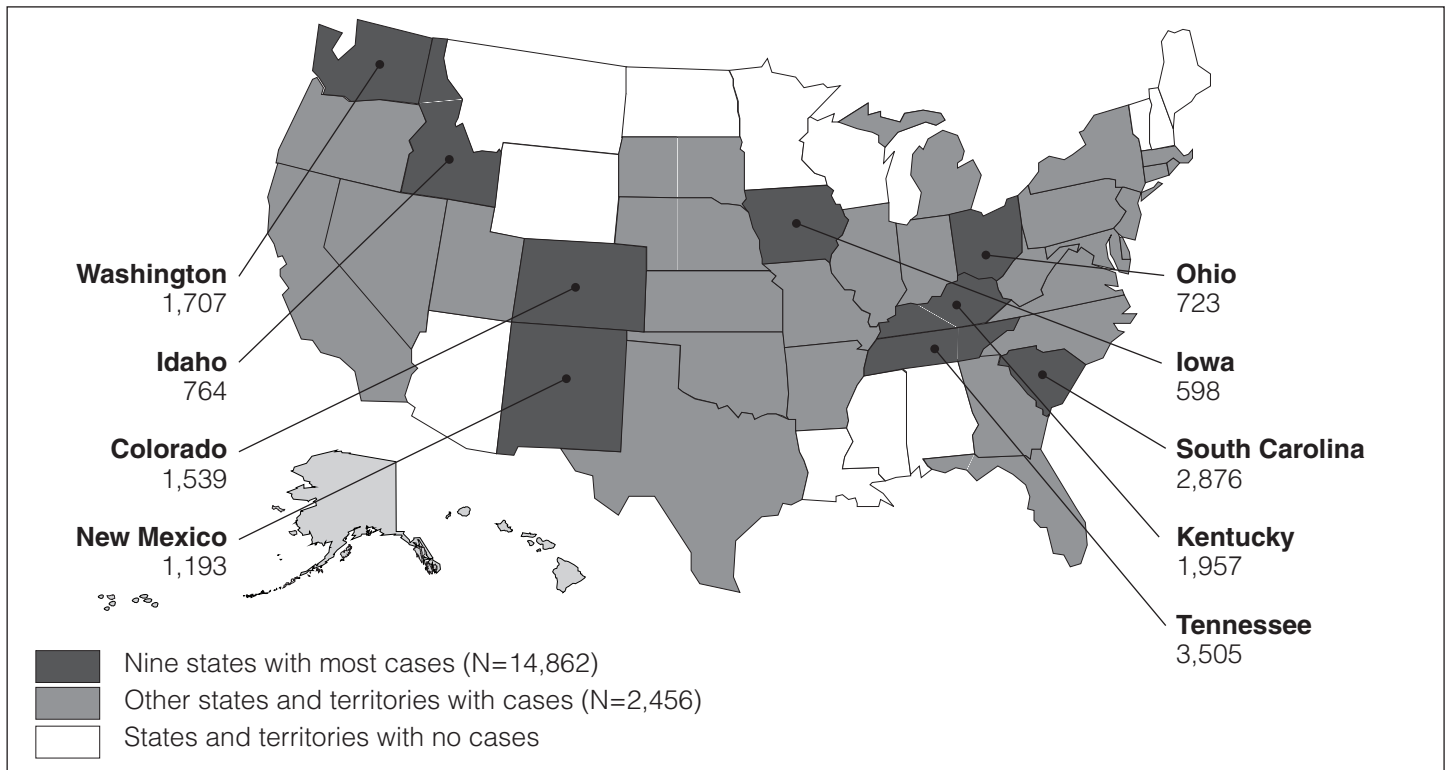 Washington
1,707
Idaho
764
Colorado
1,539
New Mexico
1,193
Ohio
723
Iowa
598
South Carolina
2,876
Kentucky
1,957
Tennessee
3,505
Nine states with most cases (N=14,862)
Other states and territories with cases (N=2,456)
States and territories with no cases